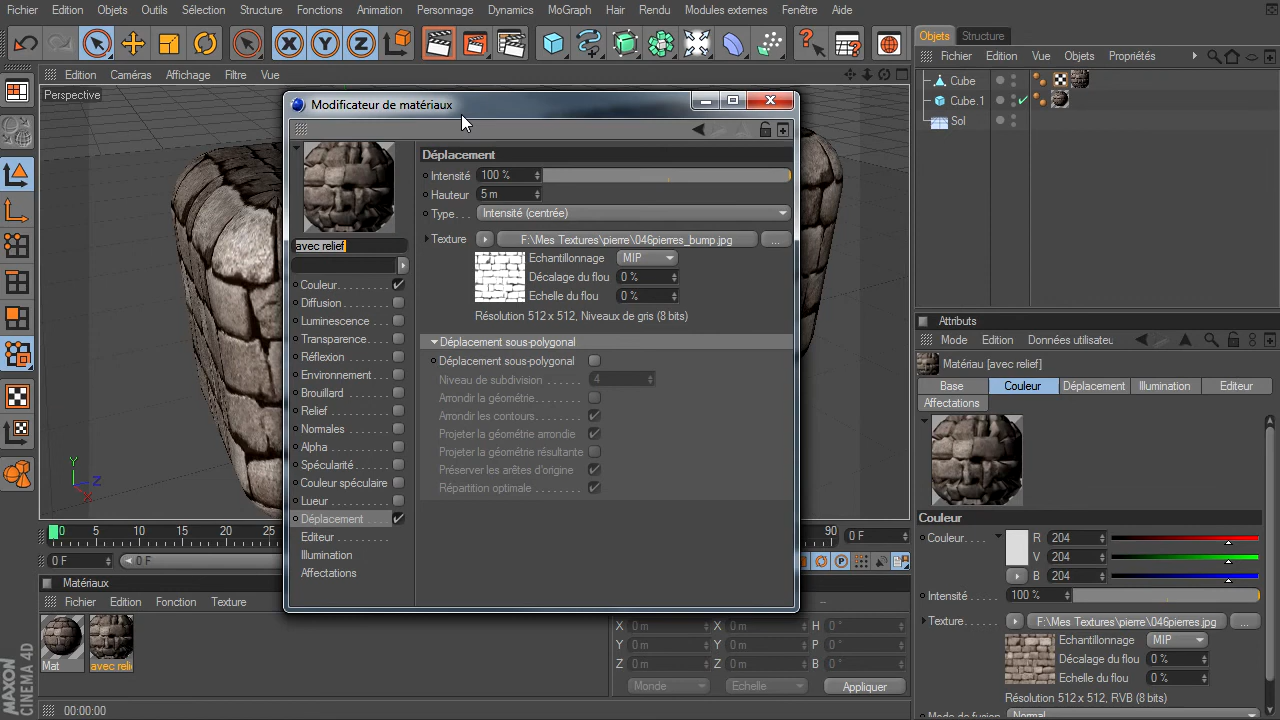 Fichier Edition Objets Outils Sélection Structure Fonctions Animation Personnage Dynamics MoGraph Hair Rendu Modules externes Fenêtre Aide
Objets Structure
Fichier Edition Vue Objets Propriétés
Edition Caméras Affichage Filtre Vue
Perspective
Cube
Cube.1
Sol
Modificateur de matériaux
Déplacement
Intensité 100 %
Hauteur 5 m
Type. . . Intensité (centrée)
Texture F:\Mes Textures\pierre\046pierres_bump.jpg ...
Echantillonnage MIP
Décalage du flou 0 %
Echelle du flou 0 %
Résolution 512 x 512, Niveaux de gris (8 bits)
avec relief
Couleur
Diffusion
Luminescence
Transparence
Réflexion
Environnement
Brouillard
Relief
Normales
Alpha
Spécularité
Couleur spéculaire
Lueur
Déplacement
Editeur
Illumination
Affectations
Déplacement sous-polygonal
Déplacement sous-polygonal
Niveau de subdivision 4
Arrondir la géométrie
Arrondir les contours
Projeter la géométrie arrondie
Projeter la géométrie résultante
Préserver les arêtes d'origine
Répartition optimale
Attributs
Mode Edition Données utilisateu
Matériau [avec relief]
Base Couleur Déplacement Illumination Editeur
Affectations
Couleur
Couleur R 204
V 204
B 204
Intensité 100 %
Texture F:\Mes Textures\pierre\046pierres.jpg ...
Echantillonnage MIP
Décalage du flou 0 %
Echelle du flou 0 %
Résolution 512 x 512, RVB (8 bits)
Mode de fusion Normal
Y
Z
X
0 5 10 15 20 25 90 0 F
0 F 0 F
Matériaux
Fichier Edition Fonction Texture
Mat avec relie
X 0 m X 0 m H 0 °
Y 0 m Y 0 m P 0 °
Z 0 m Z 0 m B 0 °
Monde Echelle Appliquer
MAXON CINEMA 4D
00:00:00